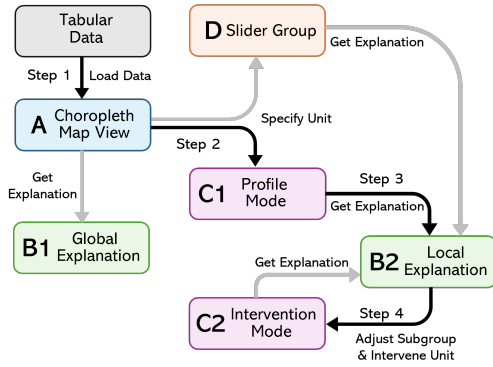 Tabular
Data
Step 1
Load Data
A Choropleth
Map View
D Slider Group
Get Explanation
Specify Unit
Step 2
Get
Explanation
C1 Profile
Mode
Step 3
Get Explanation
B1 Global
Explanation
B2 Local
Explanation
Get Explanation
C2 Intervention
Mode
Step 4
Adjust Subgroup
& Intervene Unit